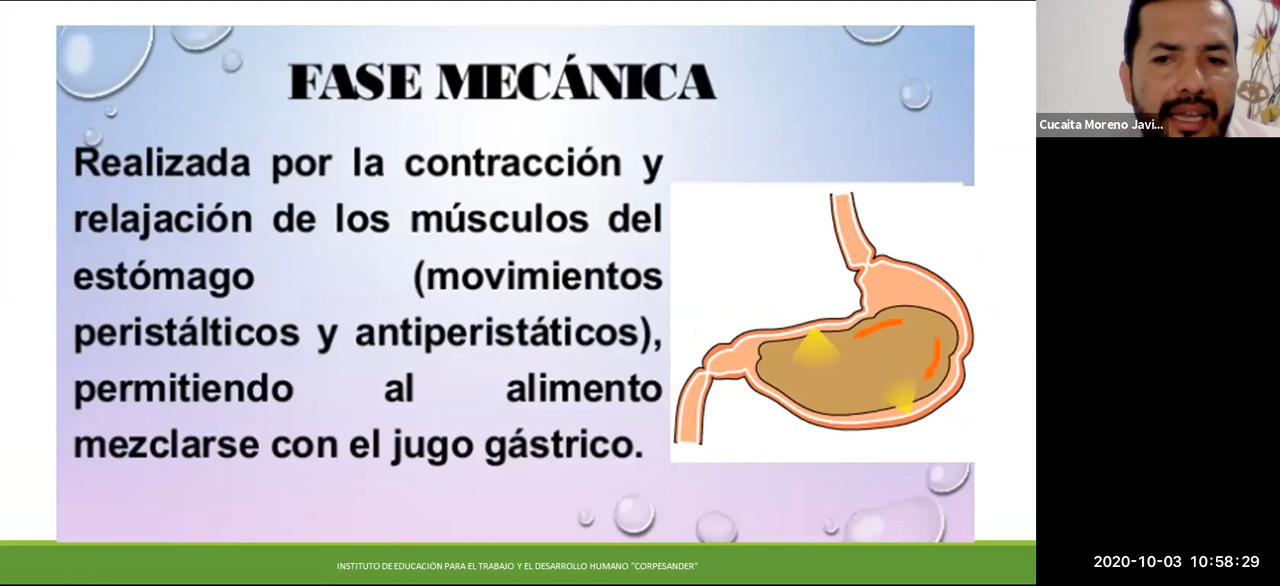 FASE MECÁNICA
Realizada por la contracción y
relajación de los músculos del
estómago (movimientos
peristálticos y antiperistáticos),
permitiendo al alimento
mezclarse con el jugo gástrico.
INSTITUTO DE EDUCACIÓN PARA EL TRABAJO Y EL DESARROLLO HUMANO "CORPESANDER"
Cucaita Moreno Javi...
2020-10-03 10:58:29